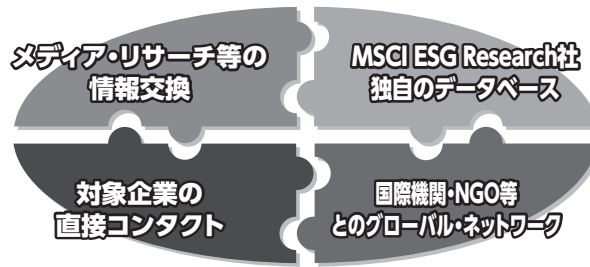 メディア・リサーチ等の
情報交換
MSCI ESG Research社
独自のデータベース
対象企業の
直接コンタクト
国際機関・NGO等
とのグローバル・ネットワーク